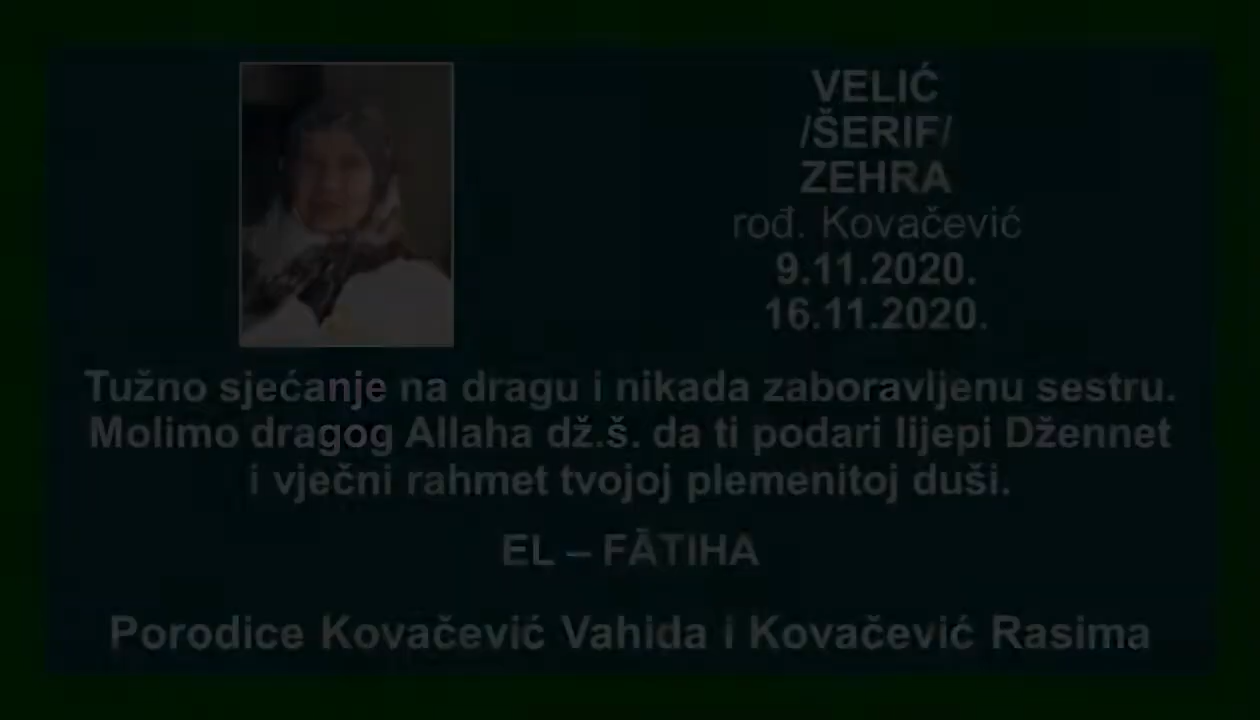 VELIĆ
/ŠERIF/
ZEHRA
rođ. Kovačević
9.11.2020.
16.11.2020.
Tužno sjećanje na dragu i nikada zaboravljenu sestru.
Molimo dragog Allaha dž.š. da ti podari lijepi Džennet
i vječni rahmet tvojoj plemenitoj duši.
EL – FĀTIHA
Porodice Kovačević Vahida i Kovačević Rasima